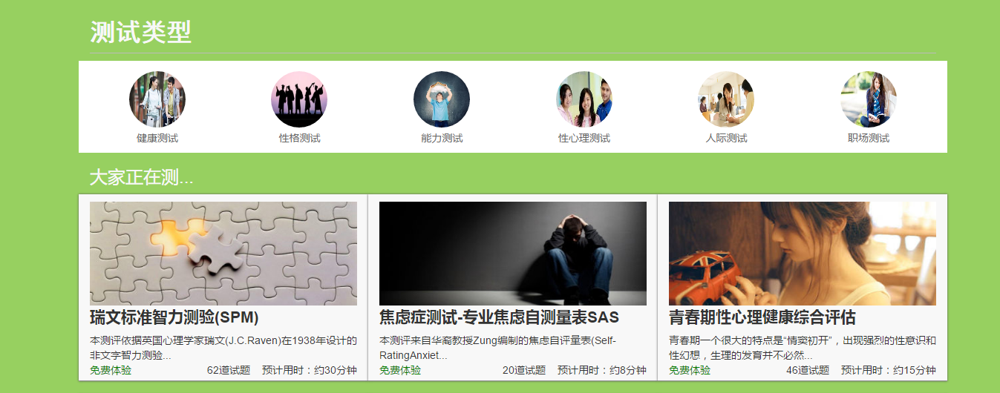 测试类型
健康测试 性格测试 能力测试 性心理测试 人际测试 职场测试
大家正在测...
瑞文标准智力测验(SPM)
本测评依据英国心理学家瑞文(J.C.Raven)在1938年设计的
非文字智力测验...
免费体验 62道试题 预计用时：约30分钟
焦虑症测试-专业焦虑自测量表SAS
本测评来自华裔教授Zung编制的焦虑自评量表(Self-
RatingAnxiet...
免费体验 20道试题 预计用时：约8分钟
青春期性心理健康综合评估
青春期一个很大的特点是“情窦初开”，出现强烈的性意识和
性幻想，生理的发育并不必然...
免费体验 46道试题 预计用时：约15分钟